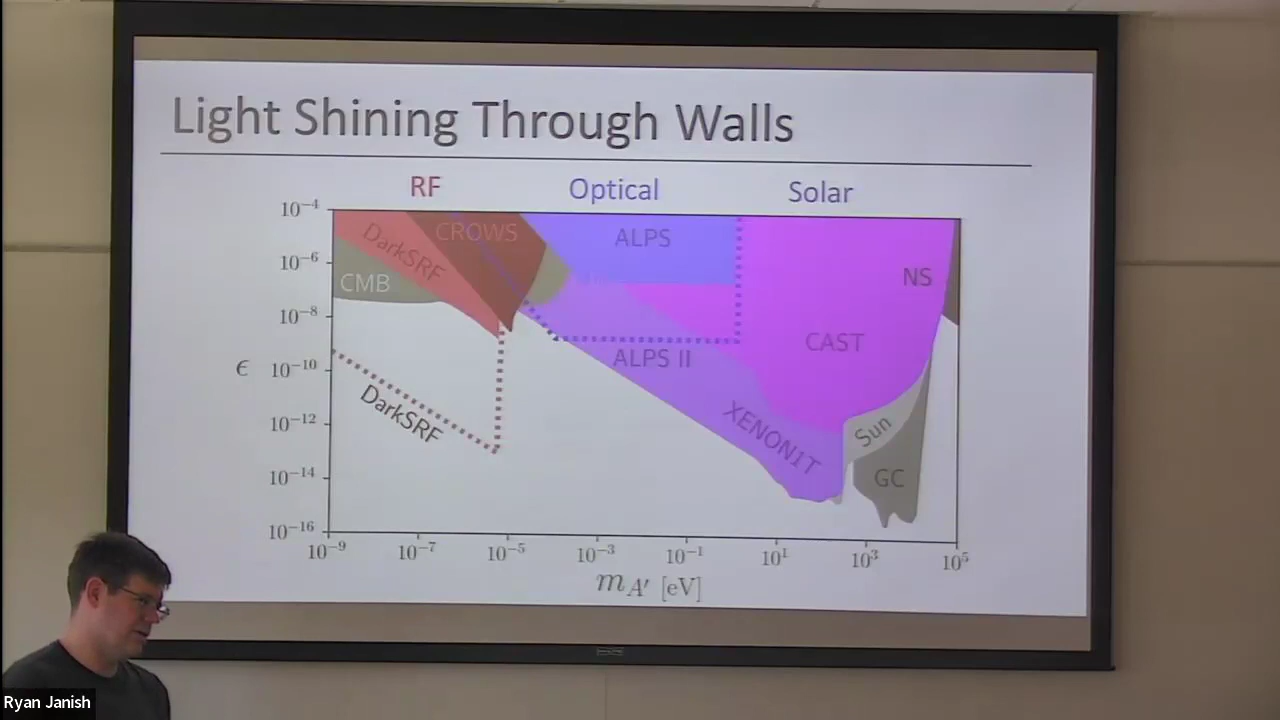 Light Shining Through Walls
RF Optical Solar
10⁻⁴
10⁻⁶
10⁻⁸
10⁻¹⁰
10⁻¹²
10⁻¹⁴
10⁻¹⁶
ϵ
DarkSRF
CROWS
ALPS
CMB
NS
CAST
ALPS II
DarkSRF
XENON1T
Sun
GC
10⁻⁹ 10⁻⁷ 10⁻⁵ 10⁻³ 10⁻¹ 10¹ 10³ 10⁵
m_A′ [eV]
Ryan Janish